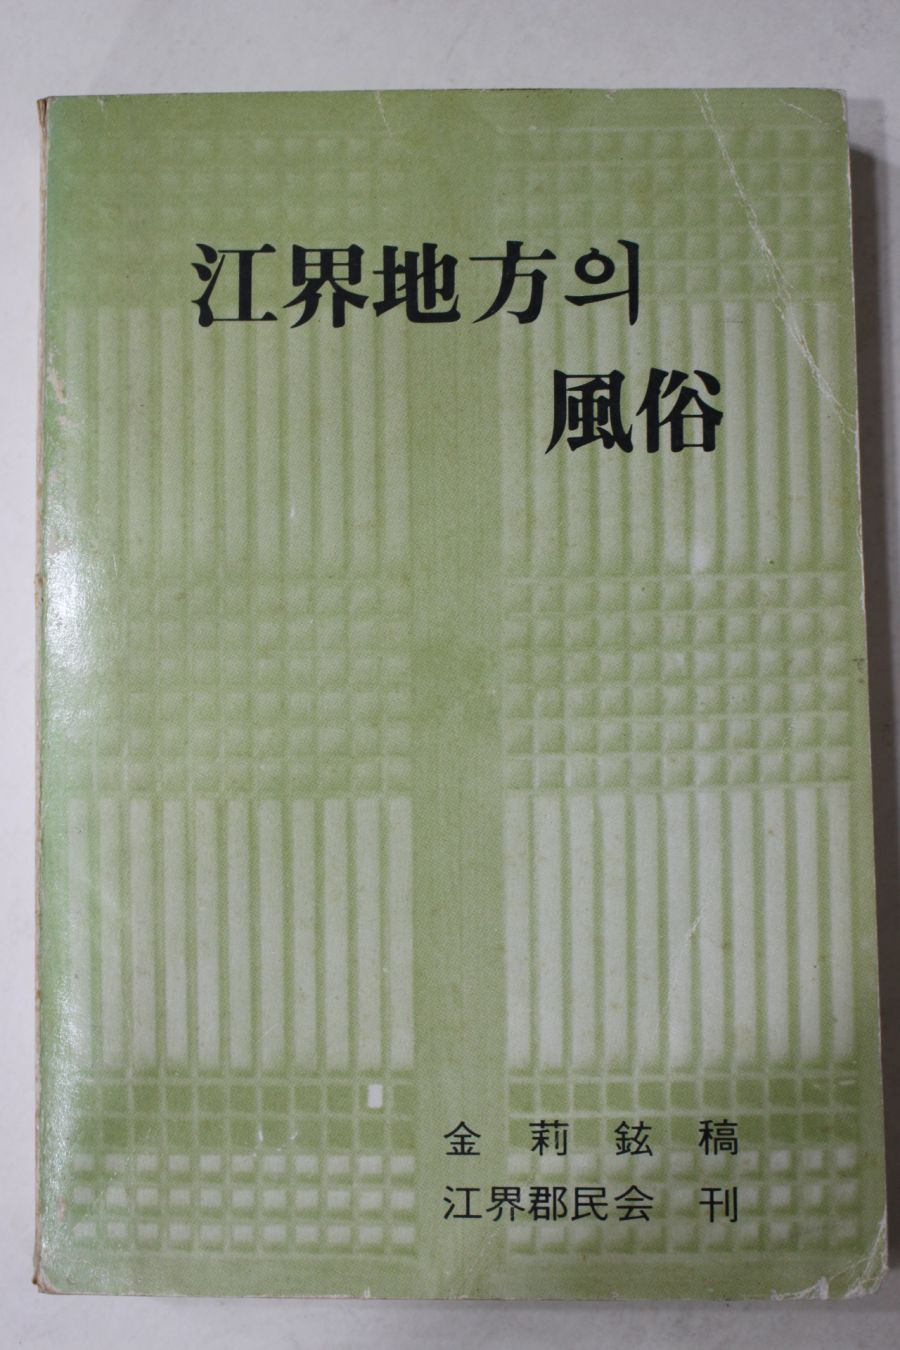 江界地方의
風俗
金 莉 鉉 稿
江界郡民会 刊